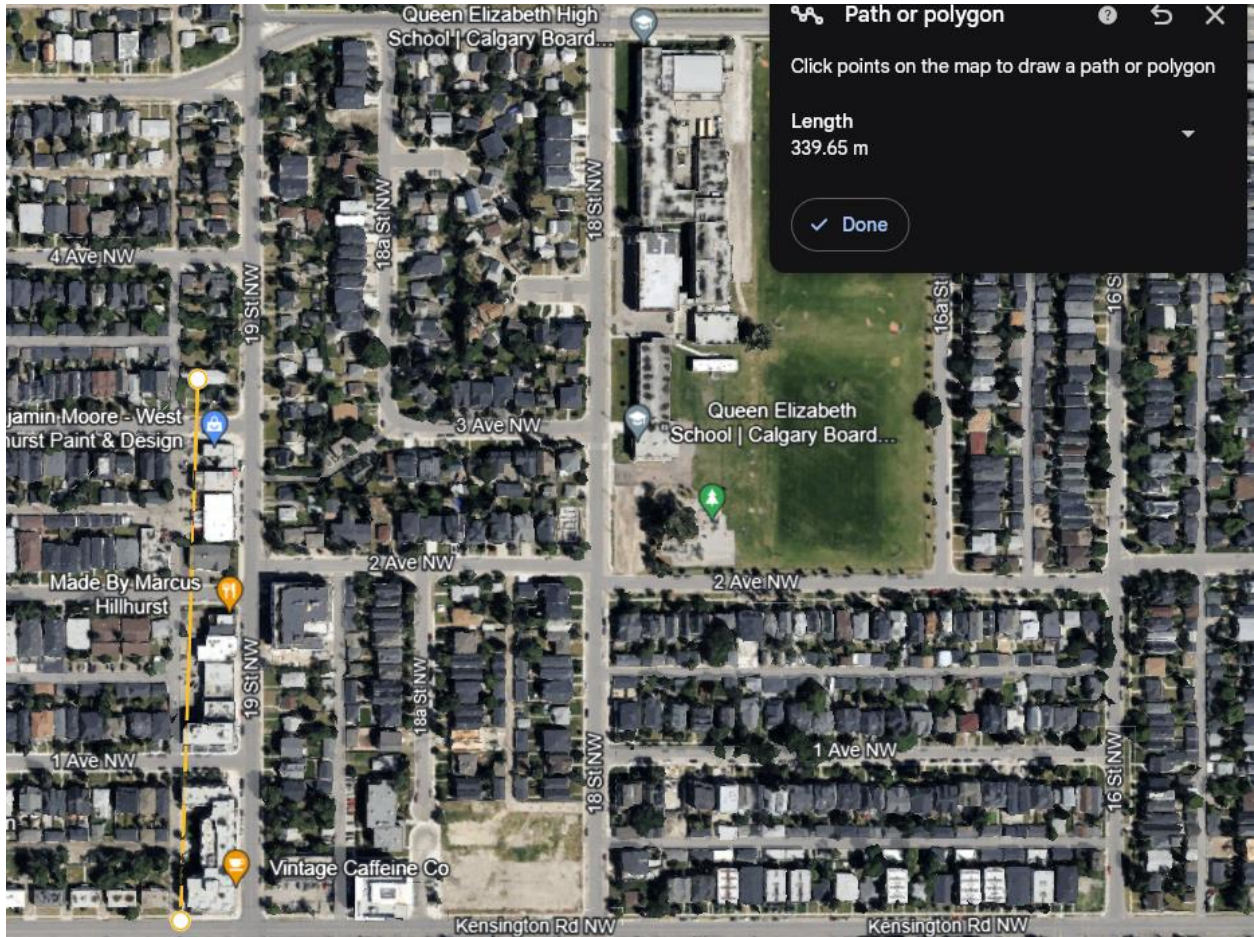 Queen Elizabeth High
School | Calgary Board...
Path or polygon
Click points on the map to draw a path or polygon
Length
339.65 m
Done
18 St NW
18a St NW
4 Ave NW
19 St NW
16a St
16 S
jamin Moore - West
hurst Paint & Design
3 Ave NW
Queen Elizabeth
School | Calgary Board...
2 Ave NW
2 Ave NW
Made By Marcus
- Hillhurst
19 St NW
18a St NW
1 Ave NW
1 Ave NW
18 St NW
16 St NW
Vintage Caffeine Co
Kensington Rd NW
Kensington Rd NW